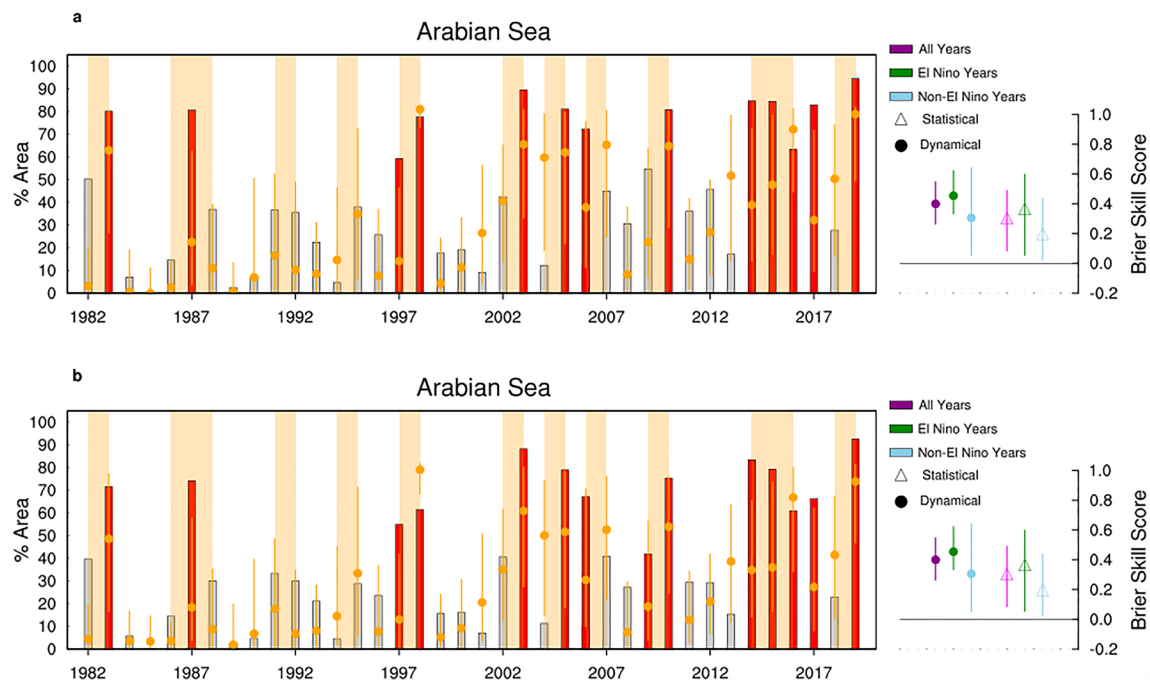 a
Arabian Sea
% Area
100
90
80
70
60
50
40
30
20
10
0
1982 1987 1992 1997 2002 2007 2012 2017
All Years
El Nino Years
Non-El Nino Years
Statistical
Dynamical
1.0
0.8
0.6
0.4
0.2
0.0
-0.2
Brier Skill Score
b
Arabian Sea
% Area
100
90
80
70
60
50
40
30
20
10
0
1982 1987 1992 1997 2002 2007 2012 2017
All Years
El Nino Years
Non-El Nino Years
Statistical
Dynamical
1.0
0.8
0.6
0.4
0.2
0.0
-0.2
Brier Skill Score